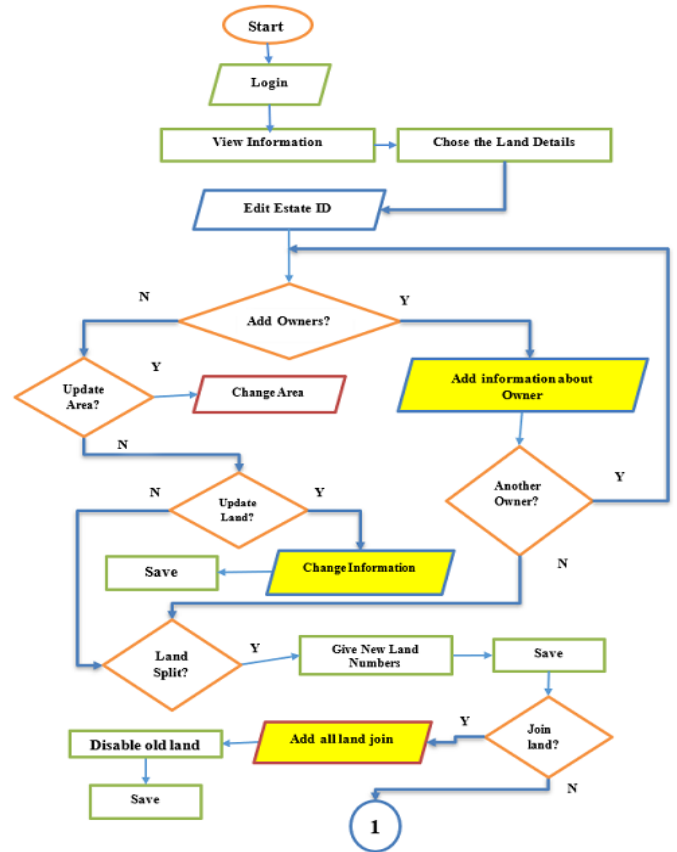 Start
Login
View Information
Chose the Land Details
Edit Estate ID
N
Y
Add Owners?
Y
Update
Area?
Change Area
Add information about
Owner
N
N
Y
Another
Owner?
Y
Update
Land?
Save
Change Information
N
Land
Split?
Y
Give New Land
Numbers
Save
Y
Join
land?
Disable old land
Add all land join
N
Save
1